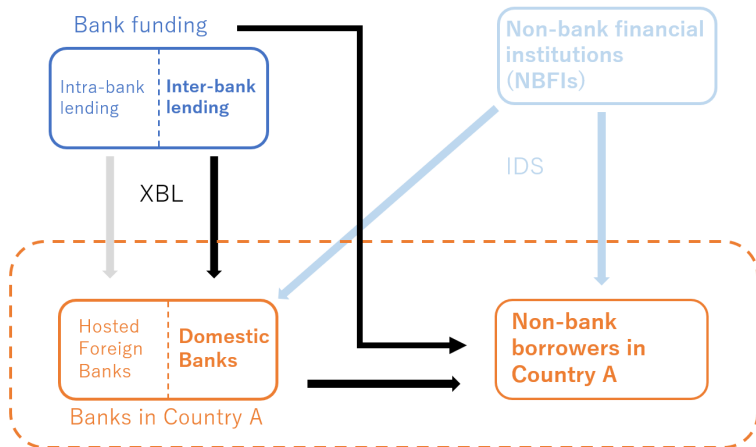 Bank funding
Intra-bank
lending
Inter-bank
lending
Non-bank financial
institutions
(NBFIs)
XBL
IDS
Hosted
Foreign
Banks
Domestic
Banks
Non-bank
borrowers in
Country A
Banks in Country A